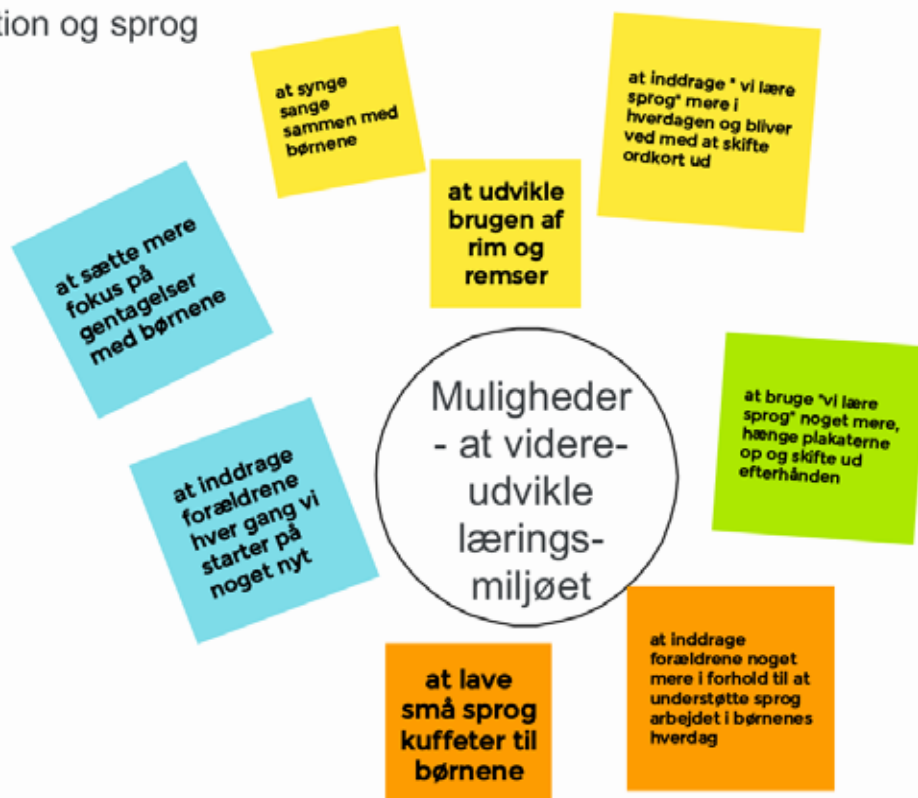 tion og sprog
at synge
sange
sammen med
børnene
at inddrage " vi lære
sprog" mere i
hverdagen og bliver
ved med at skifte
ordkort ud
at udvikle
brugen af
rim og
remser
at sætte mere
fokus på
gentagelser
med børnene
Muligheder
- at videre-
udvikle
lærings-
miljøet
at bruge "vi lære
sprog" noget mere,
hænge plakaterne
op og skifte ud
efterhånden
at inddrage
forældrene
hver gang vi
starter på
noget nyt
at lave
små sprog
kuffeter til
børnene
at inddrage
forældrene noget
mere i forhold til at
understøtte sprog
arbejdet i børnenes
hverdag